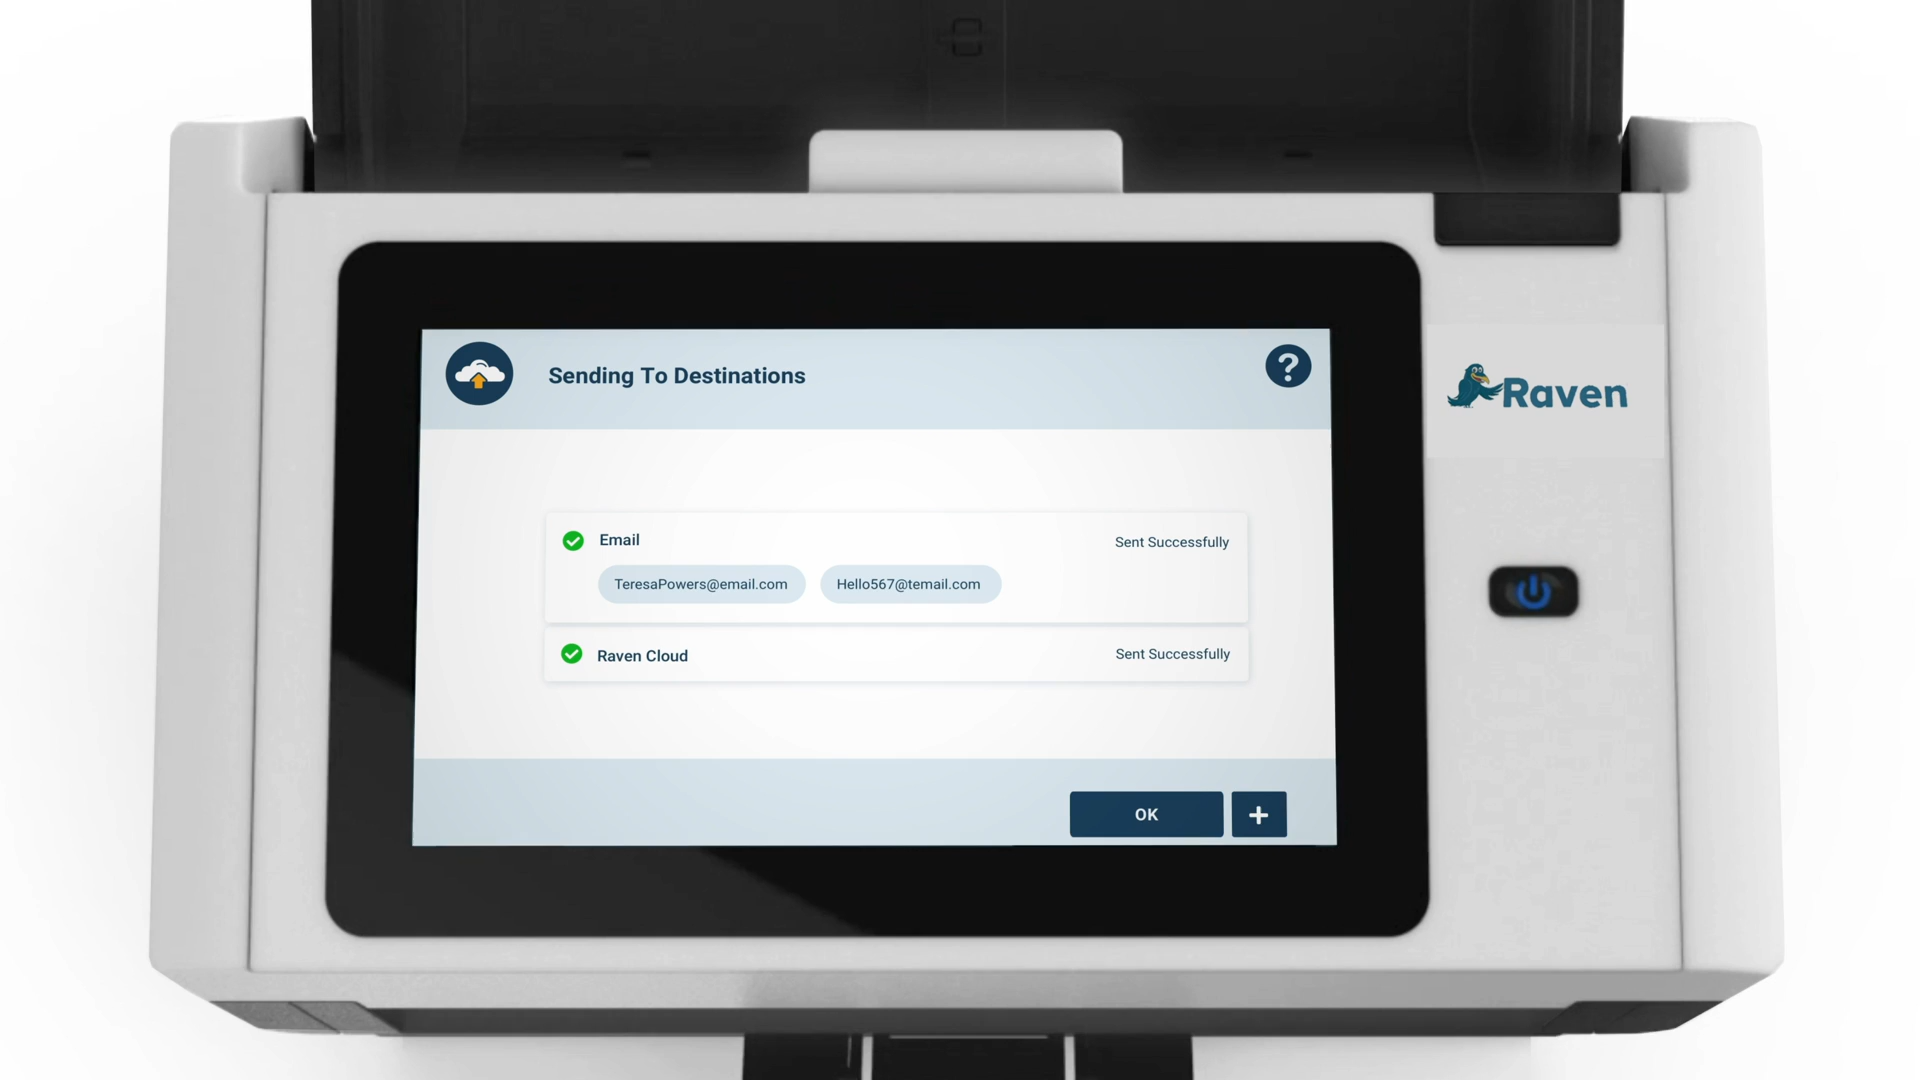 Sending To Destinations
?
Raven
Email
Sent Successfully
TeresaPowers@email.com
Hello567@temail.com
Raven Cloud
Sent Successfully
OK
+